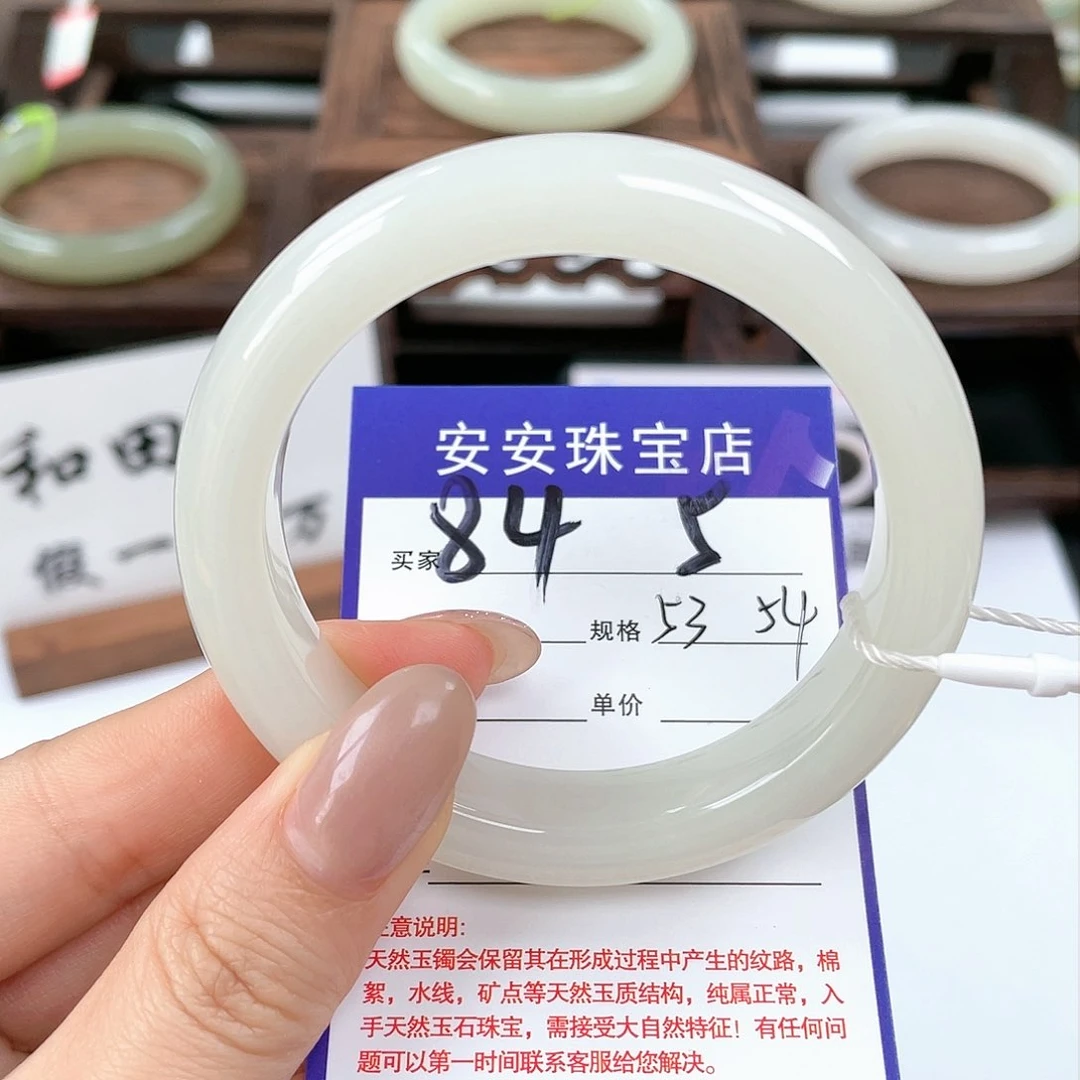 和田
假一 万
安安珠宝店
买家 84 5
规格 53 54
单价
意说明:
天然玉镯会保留其在形成过程中产生的纹路，棉
絮，水线，矿点等天然玉质结构，纯属正常，入
手天然玉石珠宝，需接受大自然特征！有任何问
题可以第一时间联系客服给您解决。